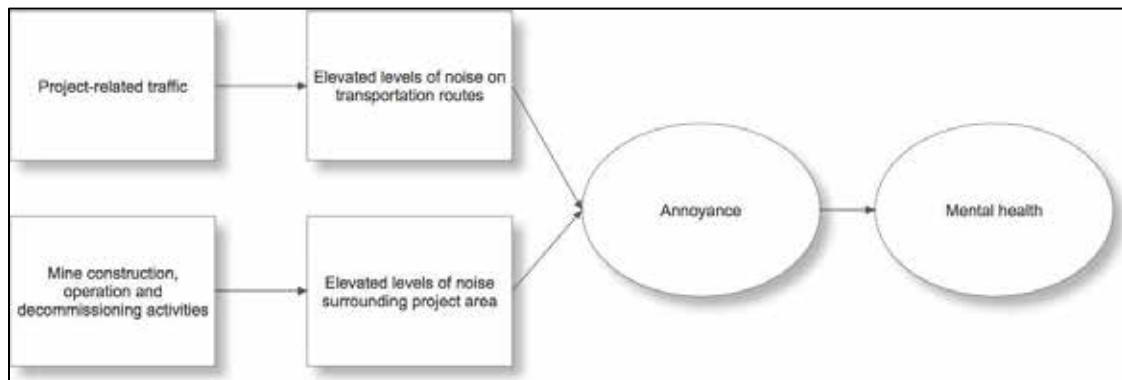 Project-related traffic
Elevated levels of noise on
transportation routes
Annoyance
Mental health
Mine construction,
operation and
decommissioning activities
Elevated levels of noise
surrounding project area